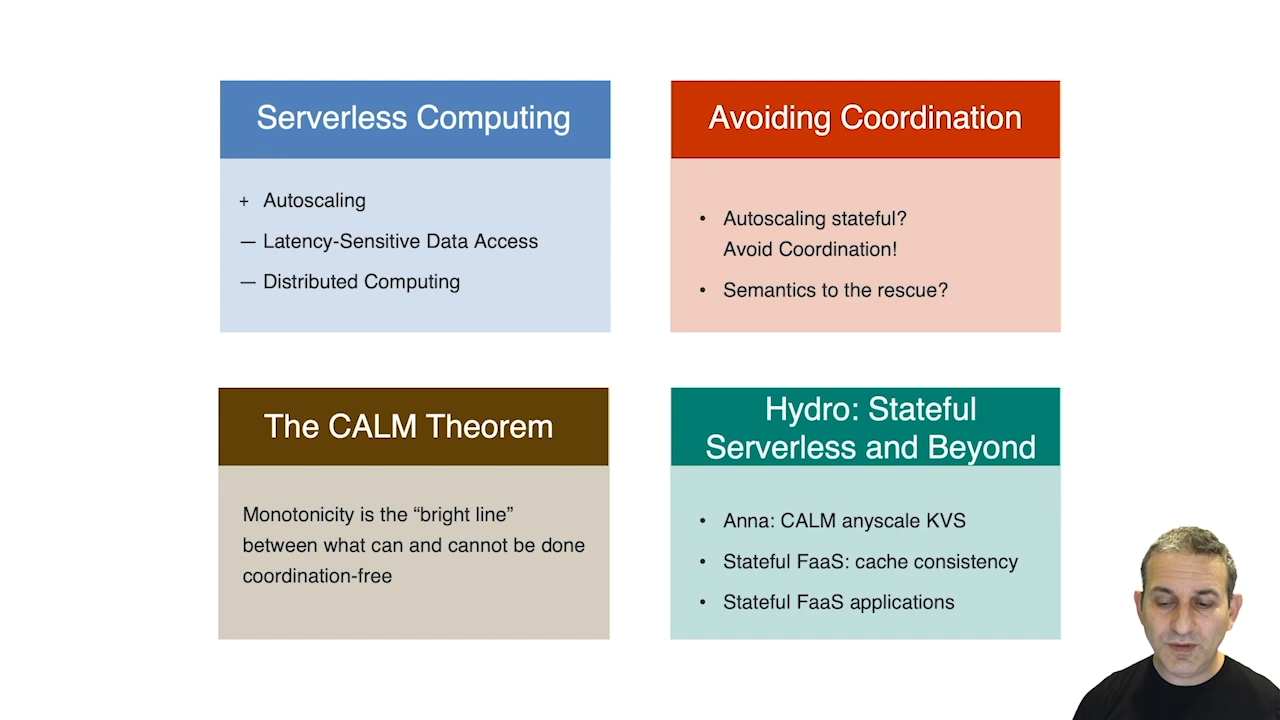 Serverless Computing
+ Autoscaling
— Latency-Sensitive Data Access
— Distributed Computing
Avoiding Coordination
• Autoscaling stateful?
Avoid Coordination!
• Semantics to the rescue?
The CALM Theorem
Monotonicity is the “bright line”
between what can and cannot be done
coordination-free
Hydro: Stateful
Serverless and Beyond
• Anna: CALM anyscale KVS
• Stateful FaaS: cache consistency
• Stateful FaaS applications